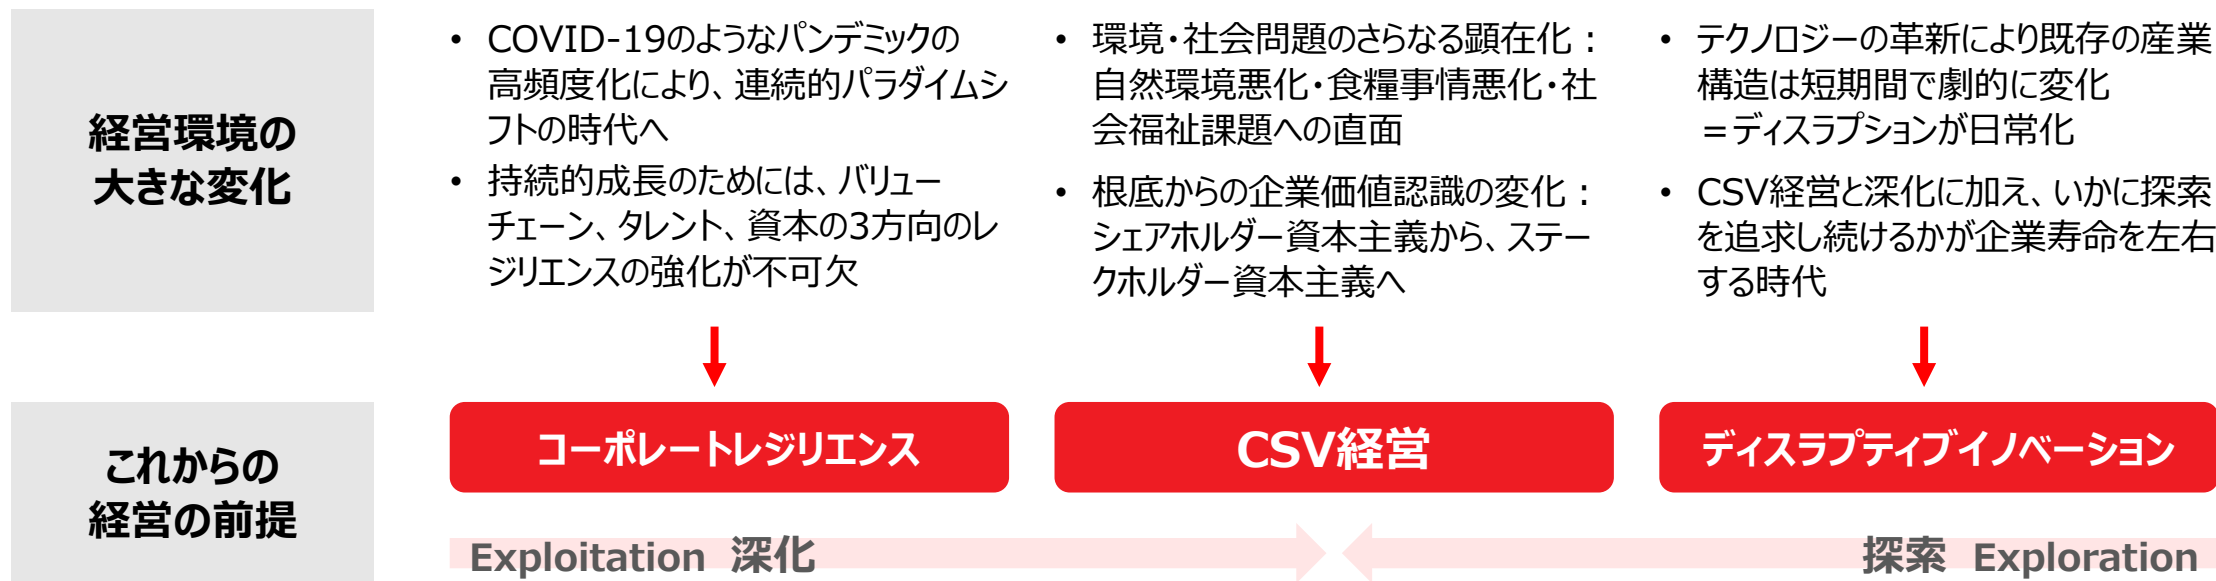 経営環境の
大きな変化
• COVID-19のようなパンデミックの
高頻度化により、連続的パラダイムシ
フトの時代へ
• 持続的成長のためには、バリュー
チェーン、タレント、資本の3方向のレ
ジリエンスの強化が不可欠
• 環境・社会問題のさらなる顕在化：
自然環境悪化・食糧事情悪化・社
会福祉課題への直面
• 根底からの企業価値認識の変化：
シェアホルダー資本主義から、ステー
クホルダー資本主義へ
• テクノロジーの革新により既存の産業
構造は短期間で劇的に変化
＝ディスラプションが日常化
• CSV経営と深化に加え、いかに探索
を追求し続けるかが企業寿命を左右
する時代
これからの
経営の前提
コーポレートレジリエンス
CSV経営
ディスラプティブイノベーション
Exploitation 深化
探索 Exploration